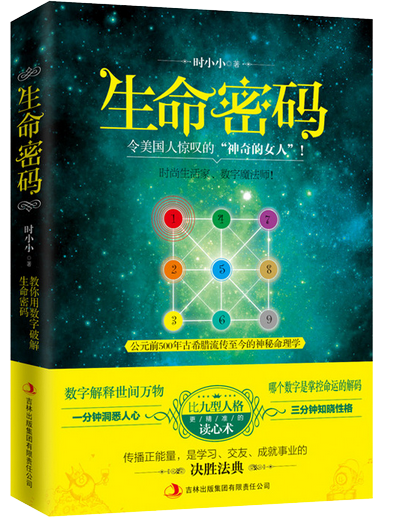 时小小◎著
生命密码
令美国人惊叹的“神奇的女人”！
时尚生活家、数字魔法师！
1 4 7
2 5 8
3 6 9
公元前500年古希腊流传至今的神秘命理学
数字解释世间万物
一分钟洞悉人心
比九型人格
更/精/准/的
读心术
哪个数字是掌控命运的解码
三分钟知晓性格
传播正能量，是学习、交友、成就事业的
决胜法典
吉林出版集团有限责任公司
生命密码
时小小◎著
教你用数字破解
生命密码
吉林出版集团有限责任公司